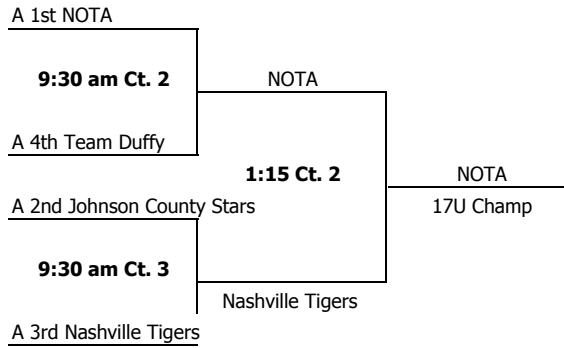 A 1st NOTA
9:30 am Ct. 2
NOTA
A 4th Team Duffy
1:15 Ct. 2
NOTA
A 2nd Johnson County Stars
17U Champ
9:30 am Ct. 3
Nashville Tigers
A 3rd Nashville Tigers